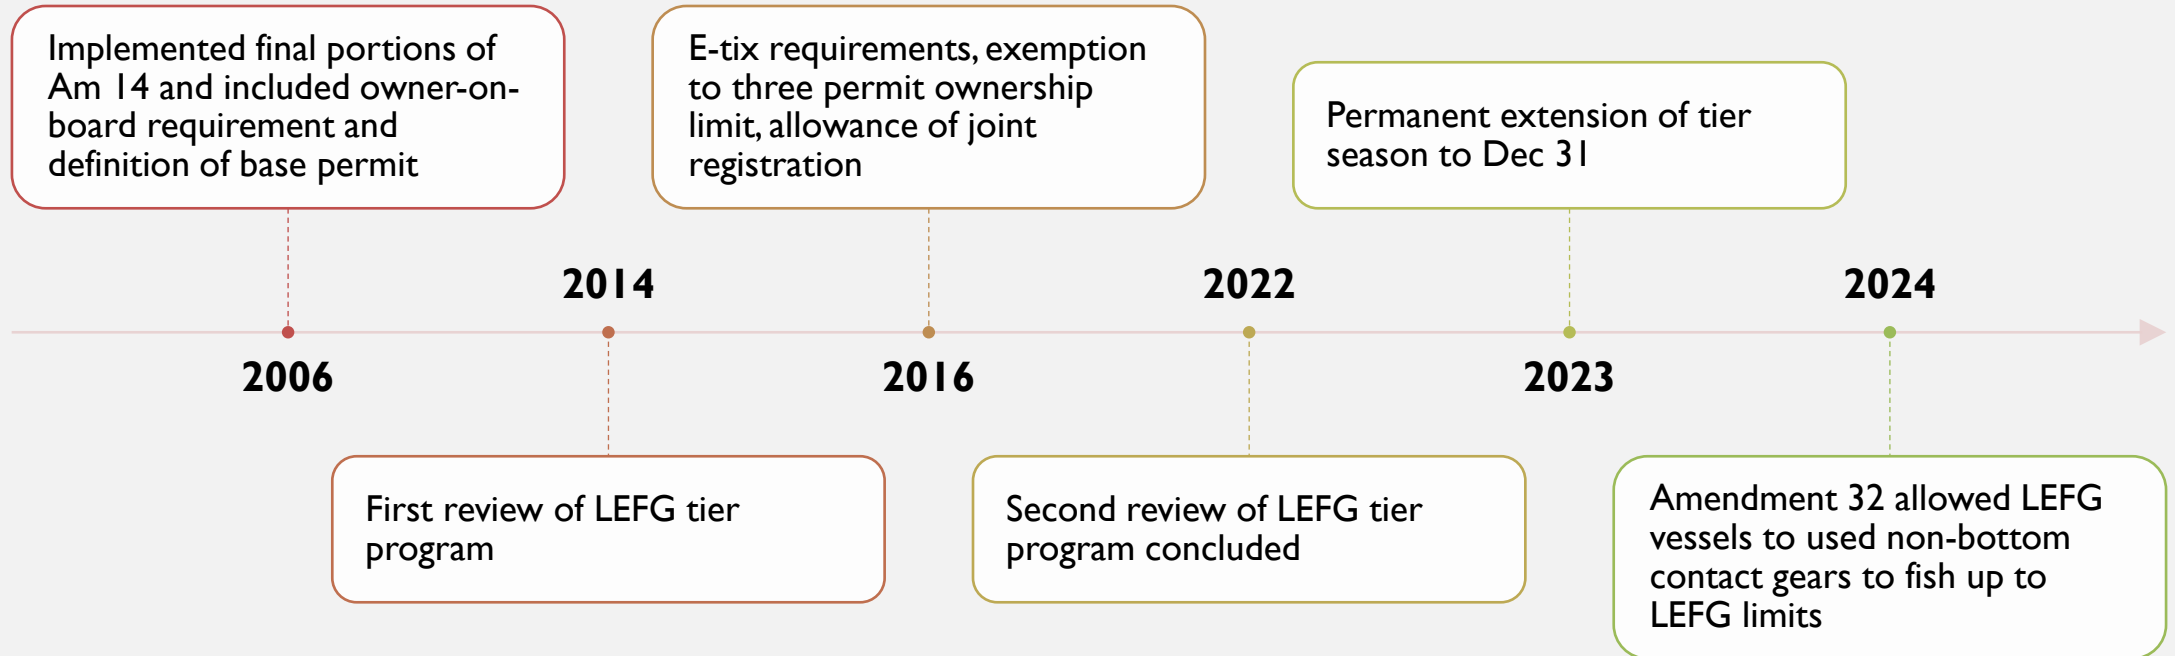 Implemented final portions of
Am 14 and included owner-on-
board requirement and
definition of base permit
E-tix requirements, exemption
to three permit ownership
limit, allowance of joint
registration
Permanent extension of tier
season to Dec 31
2014
2022
2024
2006
2016
2023
First review of LEFG tier
program
Second review of LEFG tier
program concluded
Amendment 32 allowed LEFG
vessels to used non-bottom
contact gears to fish up to
LEFG limits